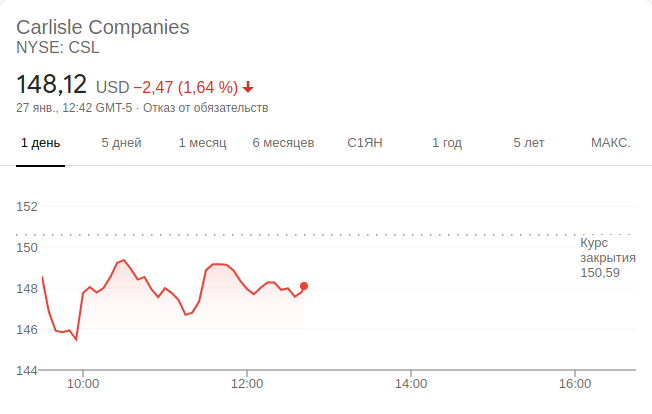 Carlisle Companies
NYSE: CSL
148,12 USD −2,47 (1,64 %)
27 янв., 12:42 GMT-5 · Отказ от обязательств
1 день 5 дней 1 месяц 6 месяцев С1ЯН 1 год 5 лет МАКС.
152
150
148
146
144
Курс
закрытия
150,59
10:00 12:00 14:00 16:00